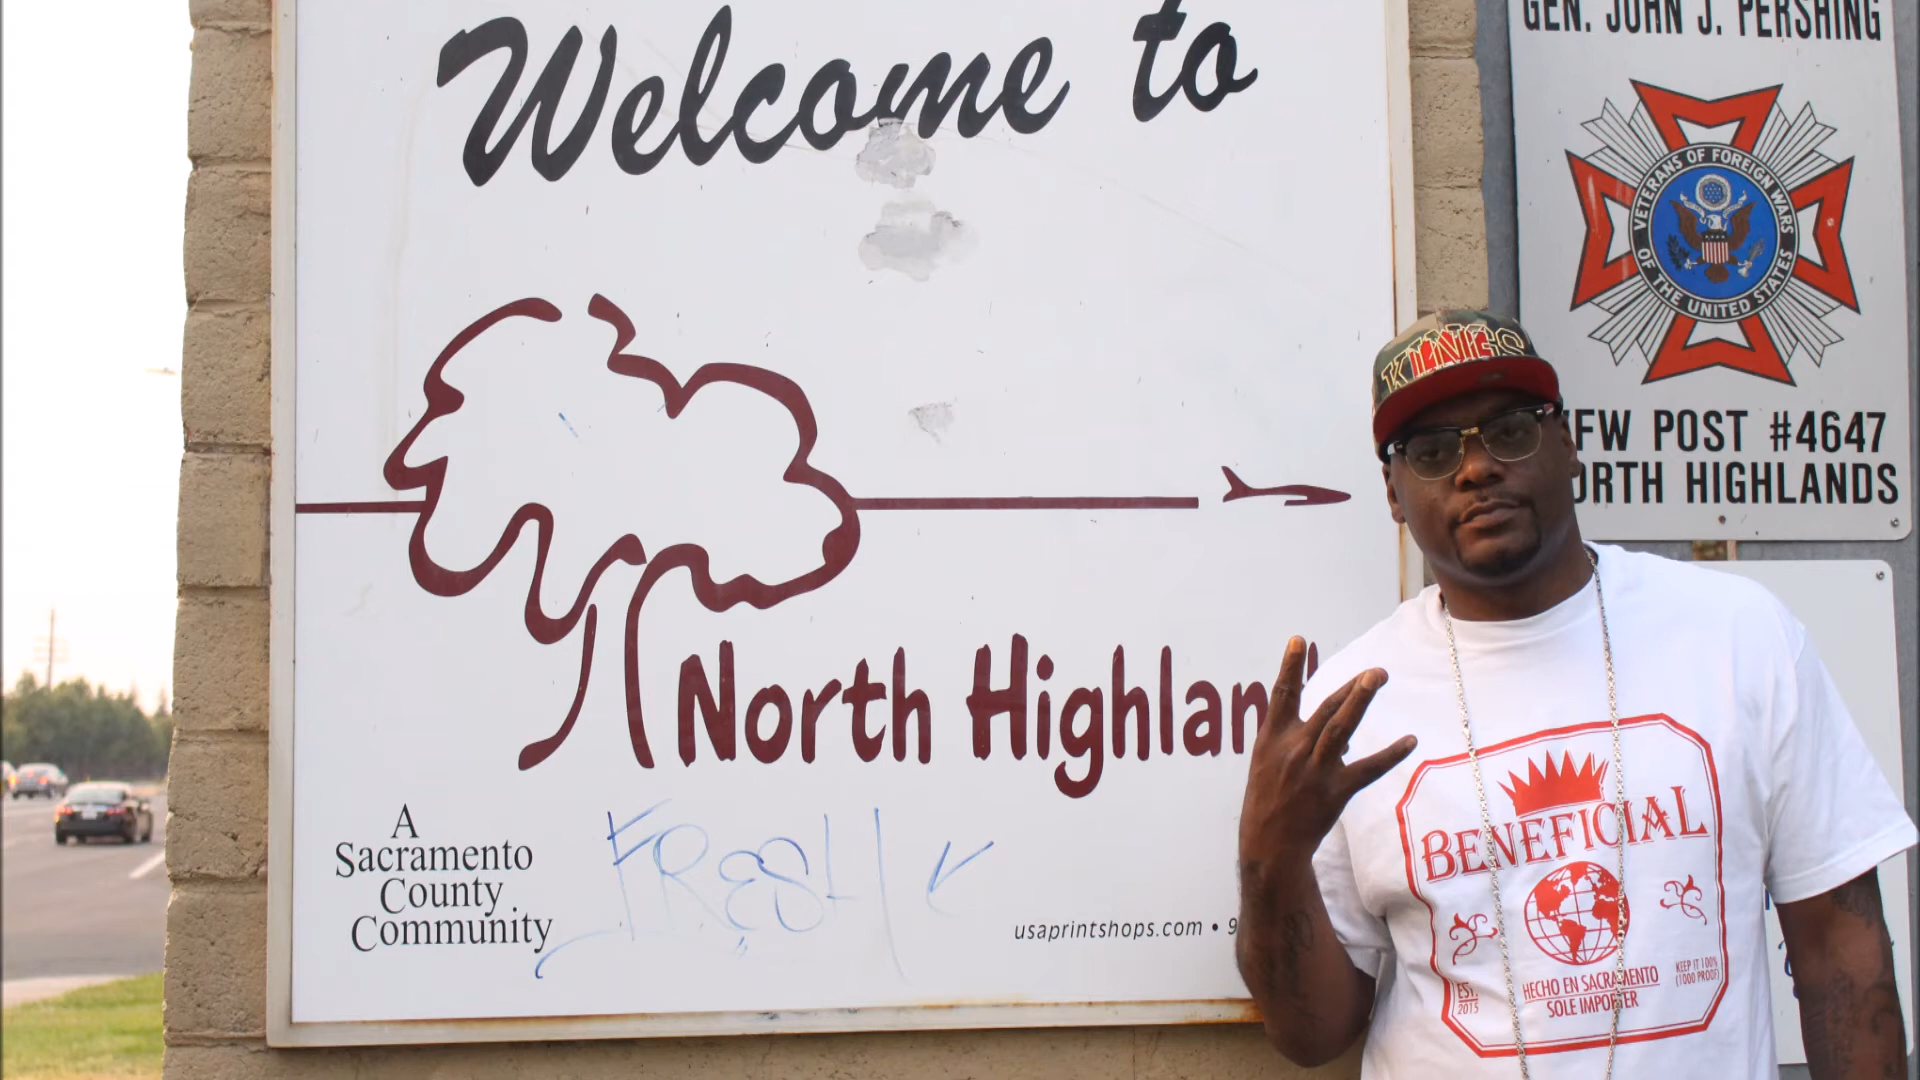 Welcome to
North Highlan
A
Sacramento
County
Community
FRESH
usaprintshops.com • 9
GEN. JOHN J. PERSHING
VETERANS OF FOREIGN WARS
OF THE UNITED STATES
FW POST #4647
ORTH HIGHLANDS
KINGS
BENEFICIAL
EST.
2015
HECHO EN SACRAMENTO
SOLE IMPORTER
KEEP IT 100%
(1000 PROOF)